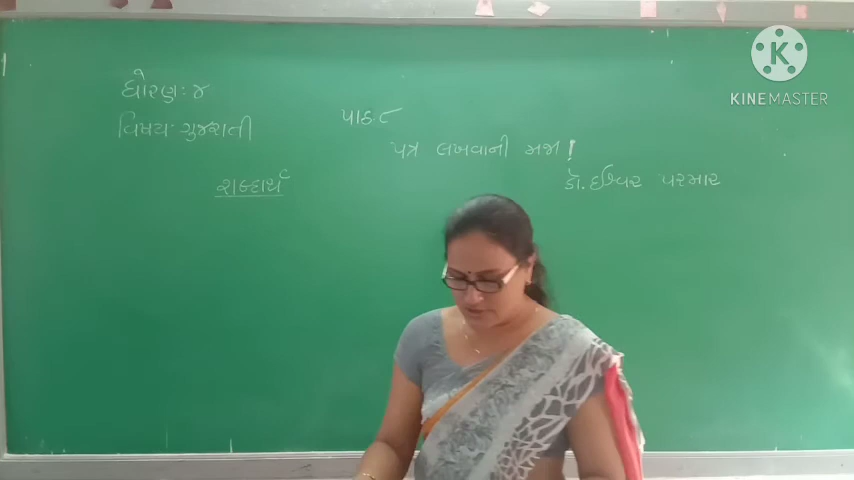 ધોરણ: ૪
વિષય: ગુજરાતી
પાઠ: ૮
પત્ર લખવાની મજા!
ડૉ. ઈશ્વર પરમાર
શબ્દાર્થ
K
KINEMASTER